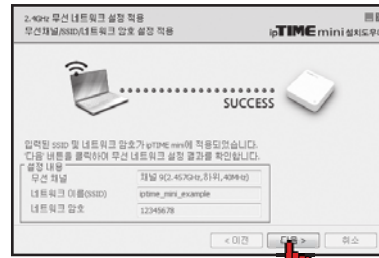 2.4GHz 무선 네트워크 설정 적용
무선채널/SSID/네트워크 암호 설정 적용
ipTIME mini 설치도우미
SUCCESS
입력된 SSID 및 네트워크 암호가 ipTIME mini에 적용되었습니다.
'다음' 버튼을 클릭하여 무선 네트워크 설정 결과를 확인합니다.
설정 내용
무선 채널 채널 9(2.457GHz,하위,40MHz)
네트워크 이름(SSID) iptime_mini_example
네트워크 암호 12345678
< 이전 다음 > 취소